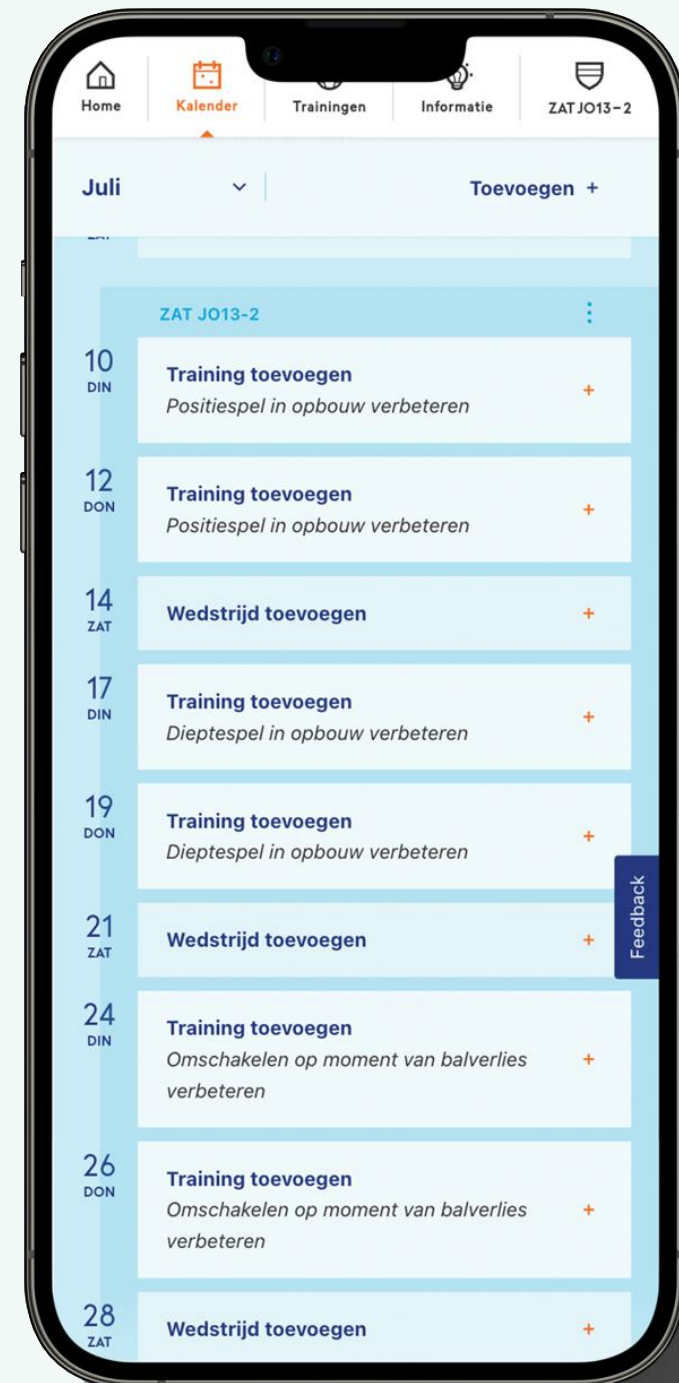 Home
Kalender
Trainingen
Informatie
ZAT JO13-2
Juli
Toevoegen +
ZAT
ZAT JO13-2
10
DIN
Training toevoegen
Positiespel in opbouw verbeteren
+
12
DON
Training toevoegen
Positiespel in opbouw verbeteren
+
14
ZAT
Wedstrijd toevoegen
+
17
DIN
Training toevoegen
Dieptespel in opbouw verbeteren
+
19
DON
Training toevoegen
Dieptespel in opbouw verbeteren
+
Feedback
21
ZAT
Wedstrijd toevoegen
+
24
DIN
Training toevoegen
Omschakelen op moment van balverlies
verbeteren
+
26
DON
Training toevoegen
Omschakelen op moment van balverlies
verbeteren
+
28
ZAT
Wedstrijd toevoegen
+